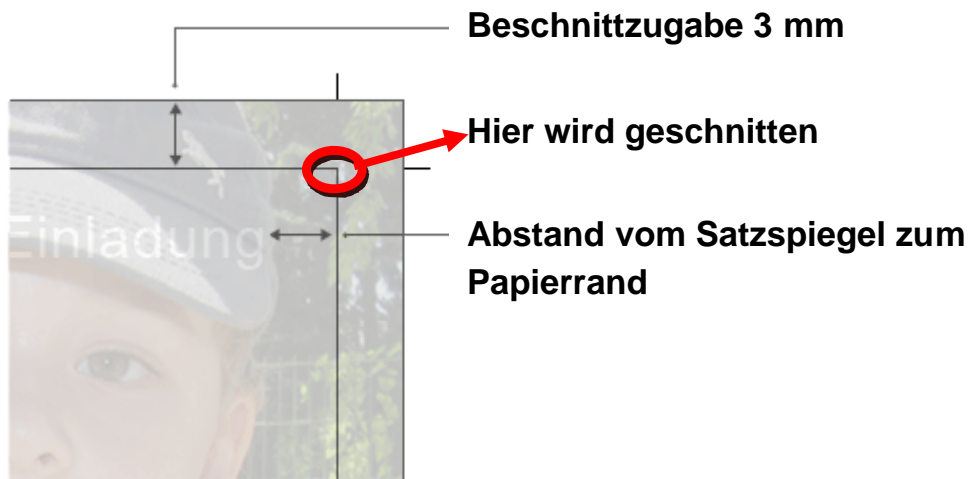 Beschnittzugabe 3 mm
Hier wird geschnitten
Einladung
Abstand vom Satzspiegel zum
Papierrand